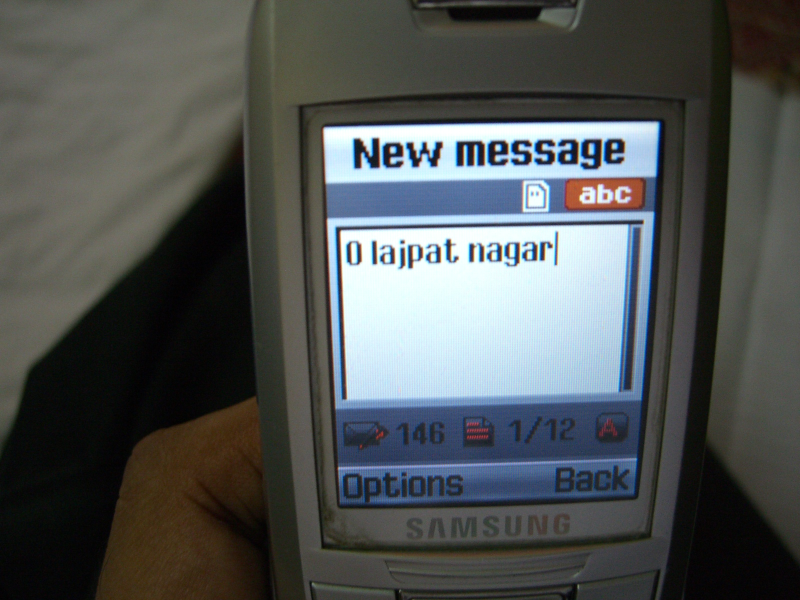 New message
abc
0 lajpat nagar
146 1/12 A
Options Back
SAMSUNG